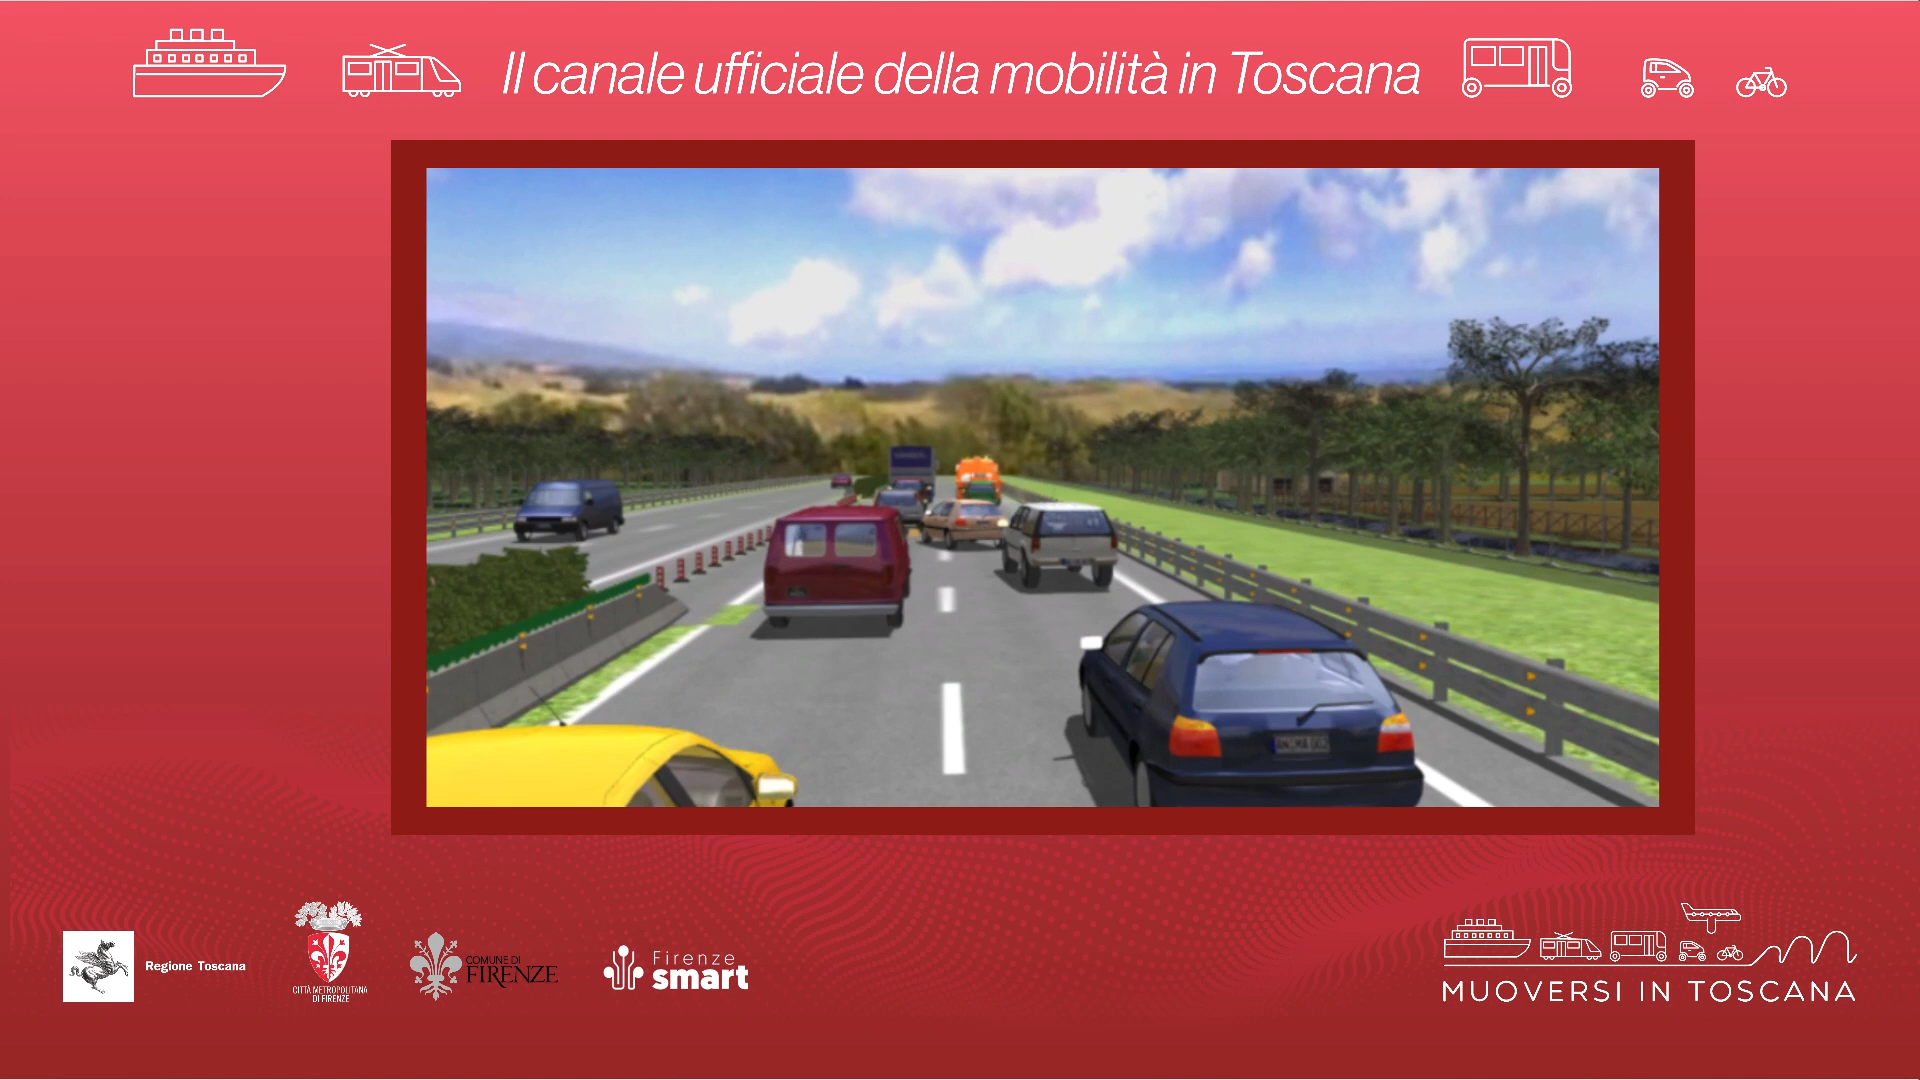 Il canale ufficiale della mobilità in Toscana
Regione Toscana
CITTÀ METROPOLITANA
DI FIRENZE
COMUNE DI
FIRENZE
Firenze
smart
MUOVERSI IN TOSCANA